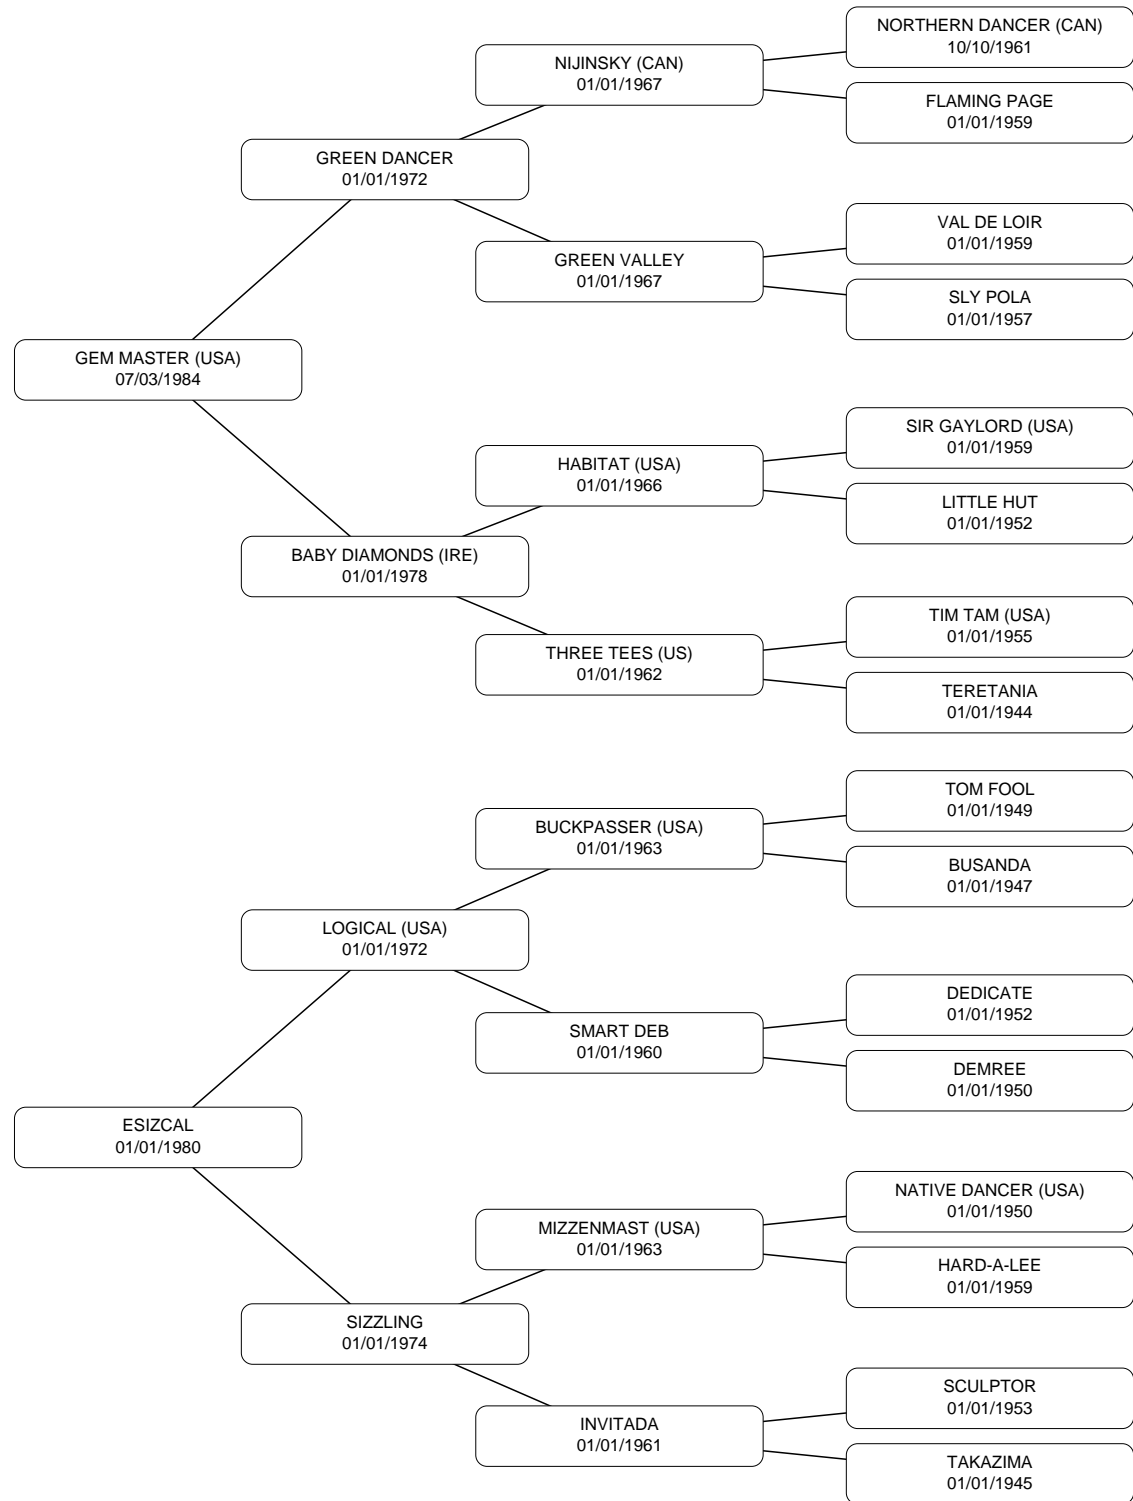 NORTHERN DANCER (CAN)
10/10/1961
NIJINSKY (CAN)
01/01/1967
FLAMING PAGE
01/01/1959
GREEN DANCER
01/01/1972
VAL DE LOIR
01/01/1959
GREEN VALLEY
01/01/1967
SLY POLA
01/01/1957
GEM MASTER (USA)
07/03/1984
SIR GAYLORD (USA)
01/01/1959
HABITAT (USA)
01/01/1966
LITTLE HUT
01/01/1952
BABY DIAMONDS (IRE)
01/01/1978
TIM TAM (USA)
01/01/1955
THREE TEES (US)
01/01/1962
TERETANIA
01/01/1944
TOM FOOL
01/01/1949
BUCKPASSER (USA)
01/01/1963
BUSANDA
01/01/1947
LOGICAL (USA)
01/01/1972
DEDICATE
01/01/1952
SMART DEB
01/01/1960
DEMREE
01/01/1950
ESIZCAL
01/01/1980
NATIVE DANCER (USA)
01/01/1950
MIZZENMAST (USA)
01/01/1963
HARD-A-LEE
01/01/1959
SIZZLING
01/01/1974
SCULPTOR
01/01/1953
INVITADA
01/01/1961
TAKAZIMA
01/01/1945